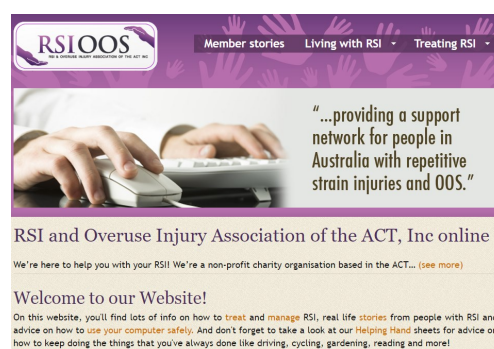 RSIOOS
RSI & OVERUSE INJURY ASSOCIATION OF THE ACT INC
Member stories Living with RSI Treating RSI
"...providing a support
network for people in
Australia with repetitive
strain injuries and OOS."
RSI and Overuse Injury Association of the ACT, Inc online
We're here to help you with your RSI! We're a non-profit charity organisation based in the ACT... (see more)
Welcome to our Website!
On this website, you'll find lots of info on how to treat and manage RSI, real life stories from people with RSI and
advice on how to use your computer safely. And don't forget to take a look at our Helping Hand sheets for advice on
how to keep doing the things that you've always done like driving, cycling, gardening, reading and more!